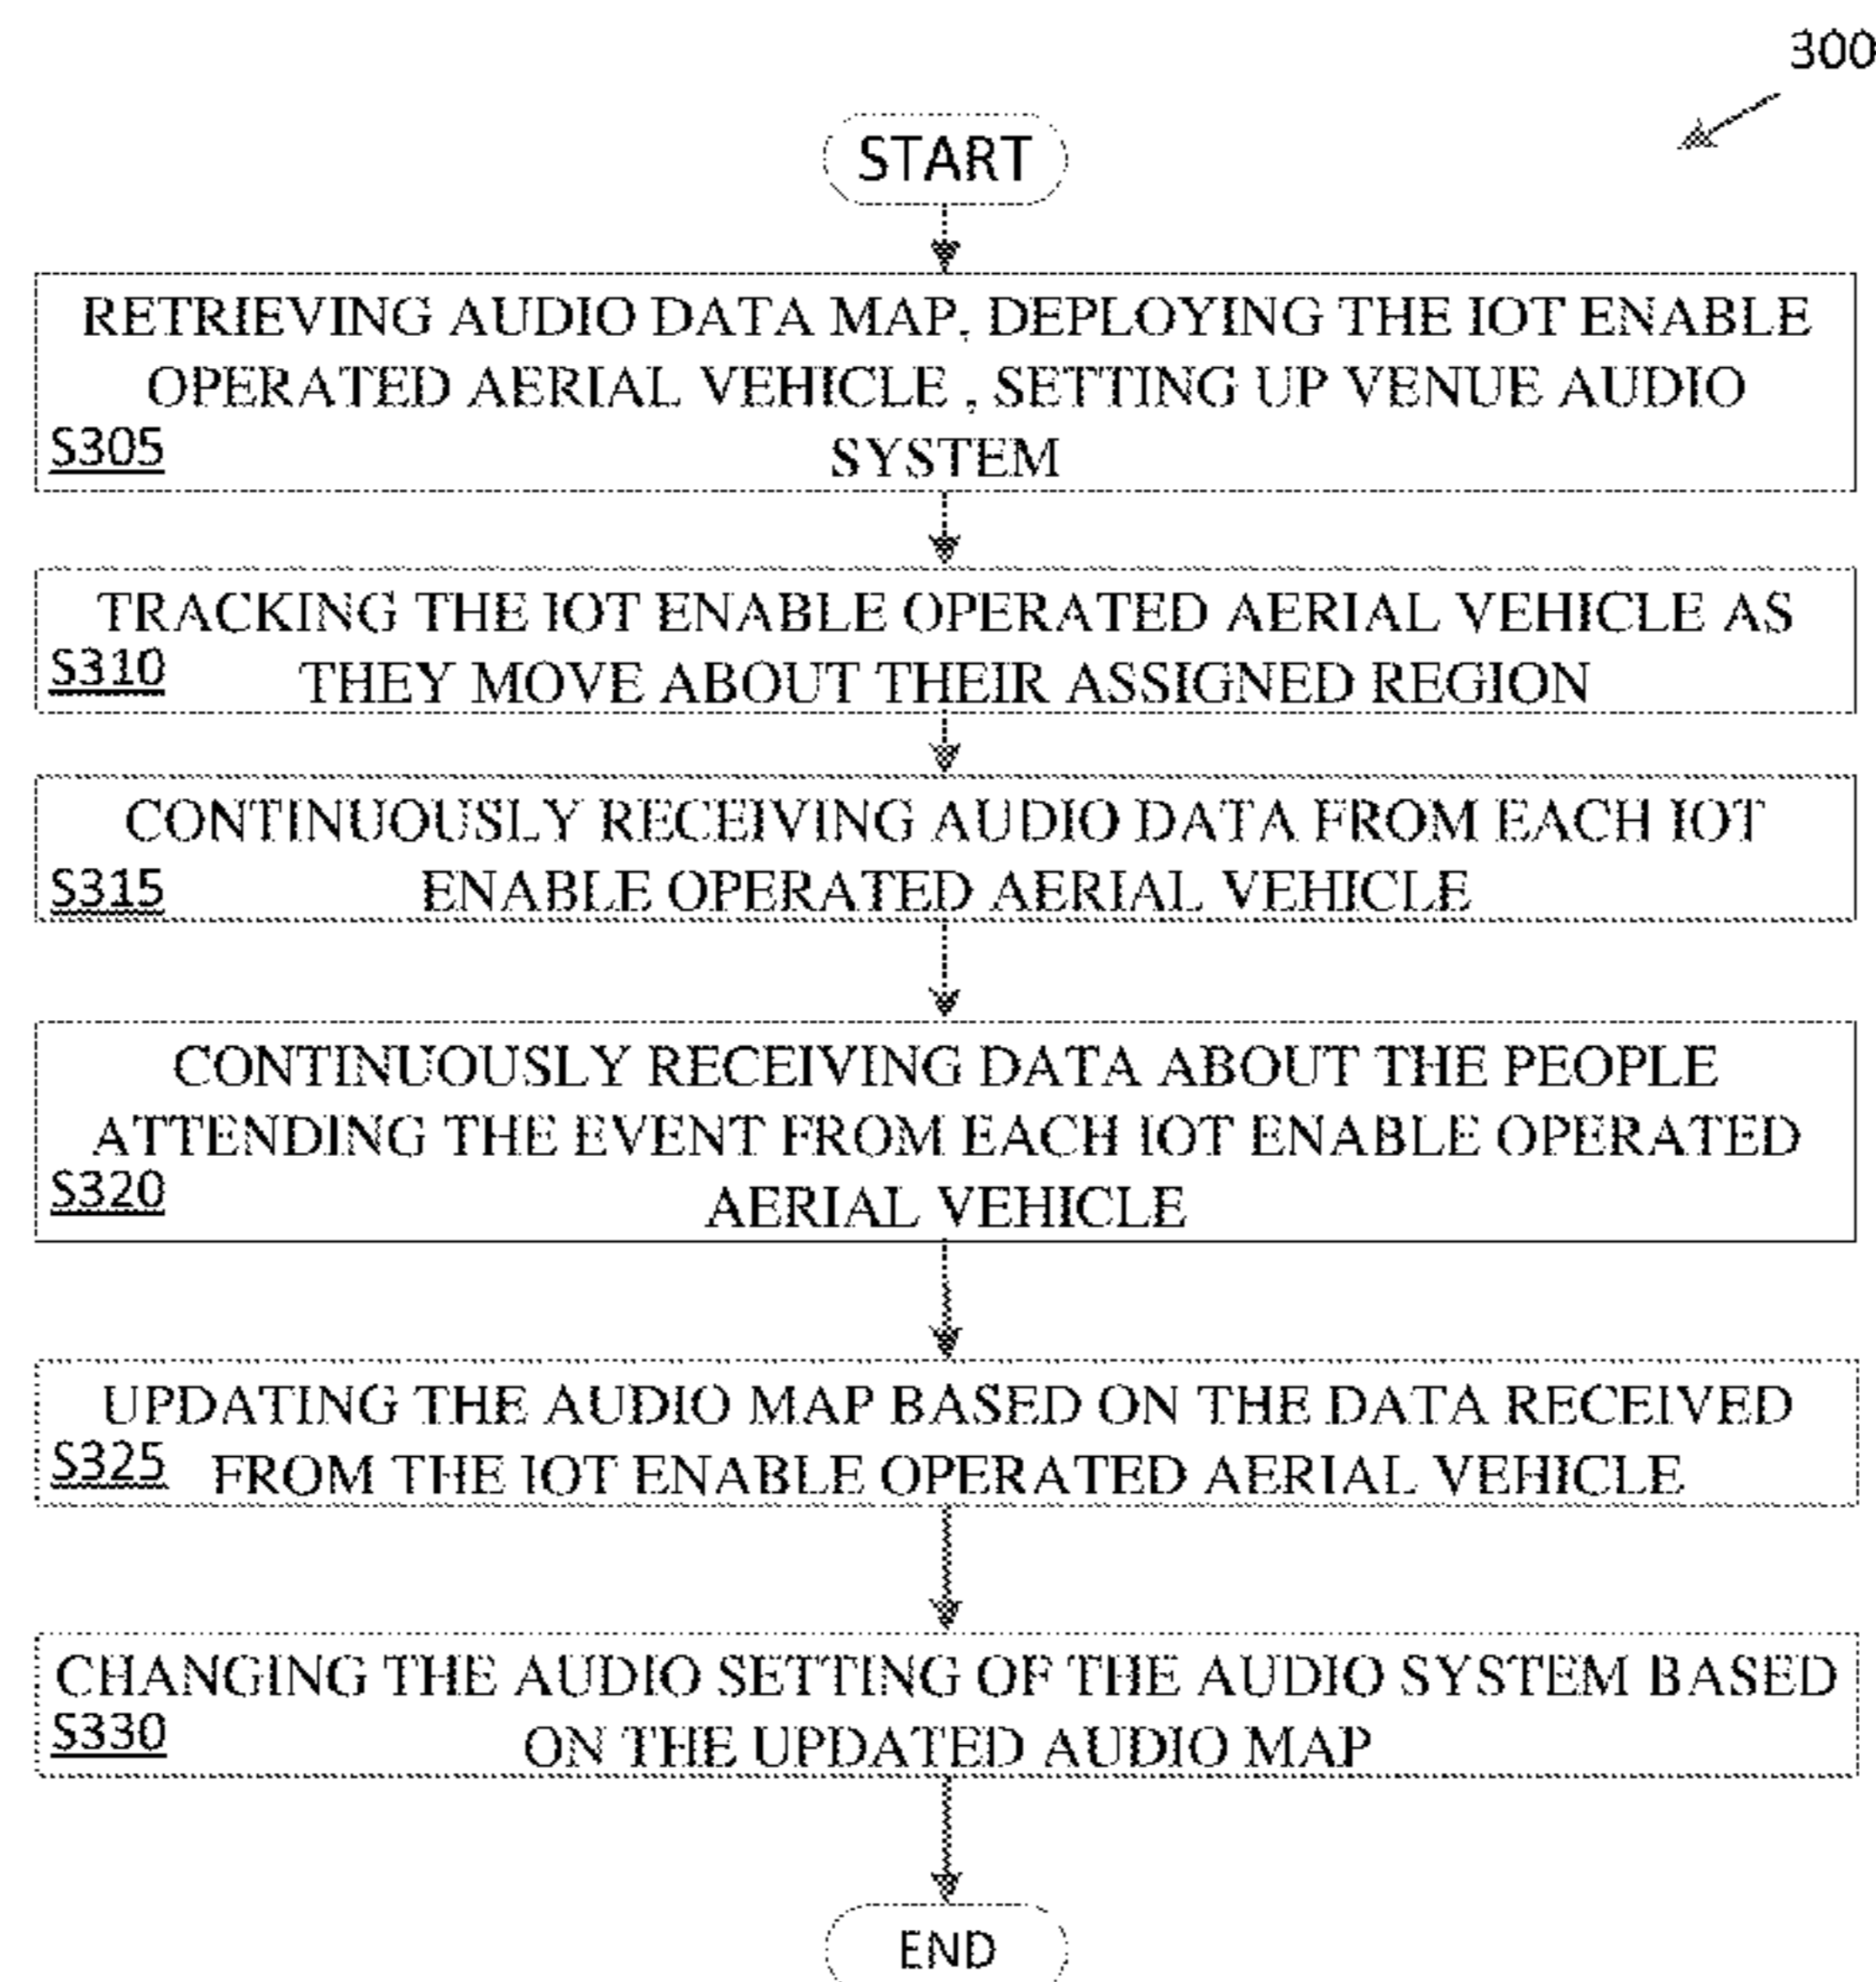 300
START
RETRIEVING AUDIO DATA MAP, DEPLOYING THE IOT ENABLE
OPERATED AERIAL VEHICLE , SETTING UP VENUE AUDIO
S305
SYSTEM
TRACKING THE IOT ENABLE OPERATED AERIAL VEHICLE AS
S310
THEY MOVE ABOUT THEIR ASSIGNED REGION
CONTINUOUSLY RECEIVING AUDIO DATA FROM EACH IOT
S315
ENABLE OPERATED AERIAL VEHICLE
CONTINUOUSLY RECEIVING DATA ABOUT THE PEOPLE
ATTENDING THE EVENT FROM EACH IOT ENABLE OPERATED
S320
AERIAL VEHICLE
UPDATING THE AUDIO MAP BASED ON THE DATA RECEIVED
S325
FROM THE IOT ENABLE OPERATED AERIAL VEHICLE
CHANGING THE AUDIO SETTING OF THE AUDIO SYSTEM BASED
S330
ON THE UPDATED AUDIO MAP
END